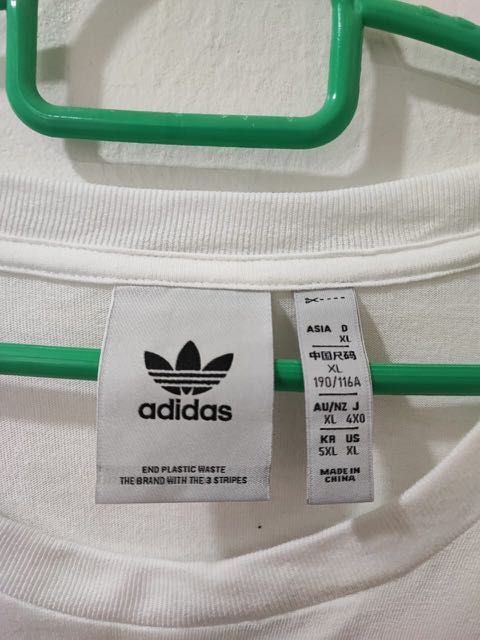 adidas
END PLASTIC WASTE
THE BRAND WITH THE 3 STRIPES
ASIA D
XL
中国尺码
XL
190/116A
AU/NZ J
XL 4XO
KR US
5XL XL
MADE IN
CHINA